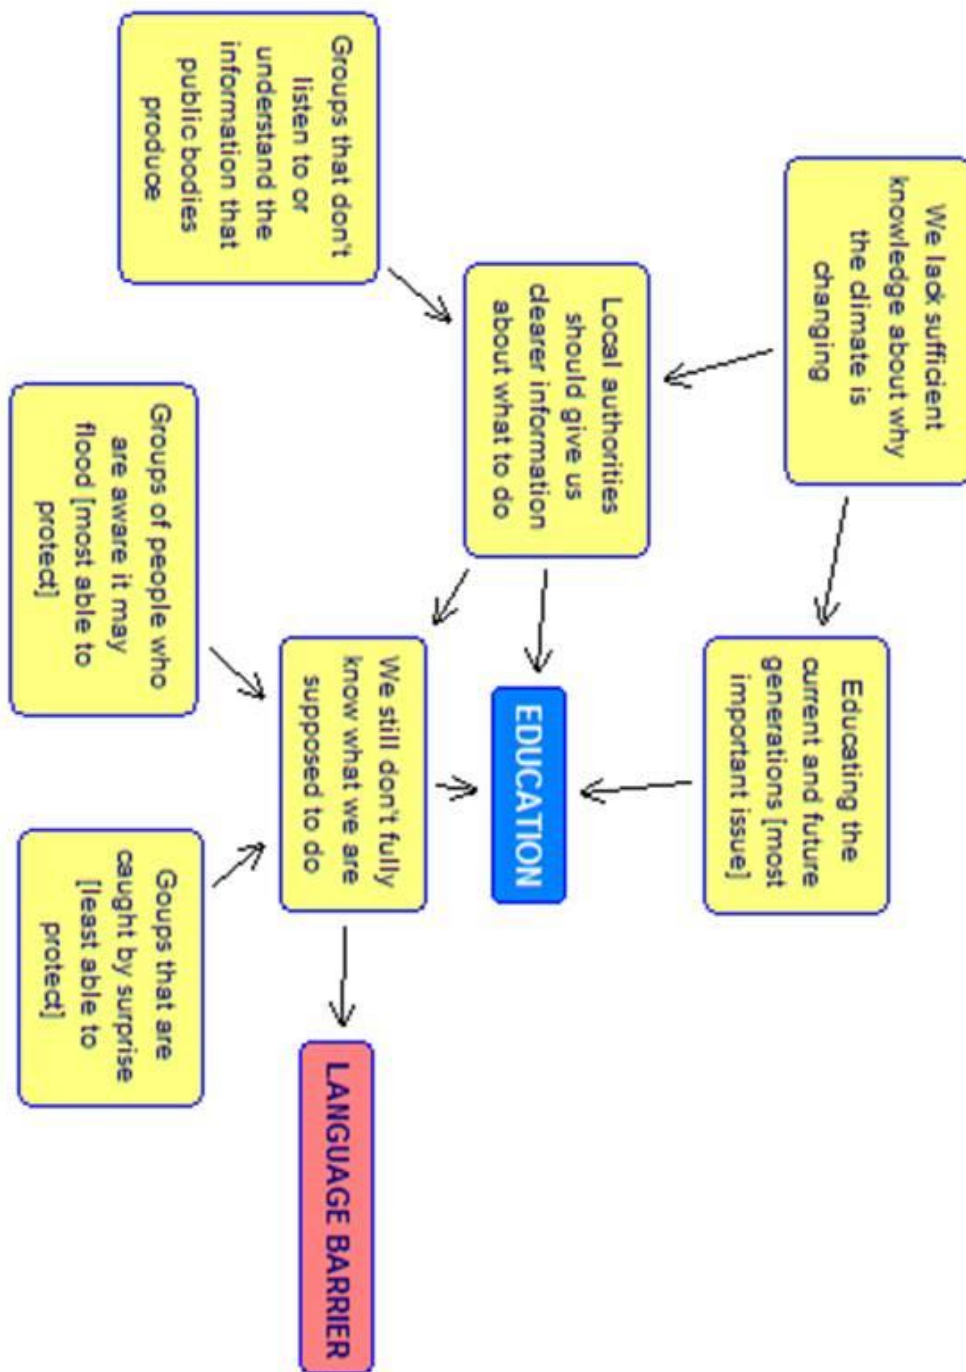 We lack sufficient
knowledge about why
the climate is
changing
Educating the
current and future
generations [most
important issue]
Local authorities
should give us
clearer information
about what to do
EDUCATION
Groups that don't
listen to or
understand the
information that
public bodies
produce
We still don't fully
know what we are
supposed to do
LANGUAGE BARRIER
Groups of people who
are aware it may
flood [most able to
protect]
Goups that are
caught by surprise
[least able to
protect]